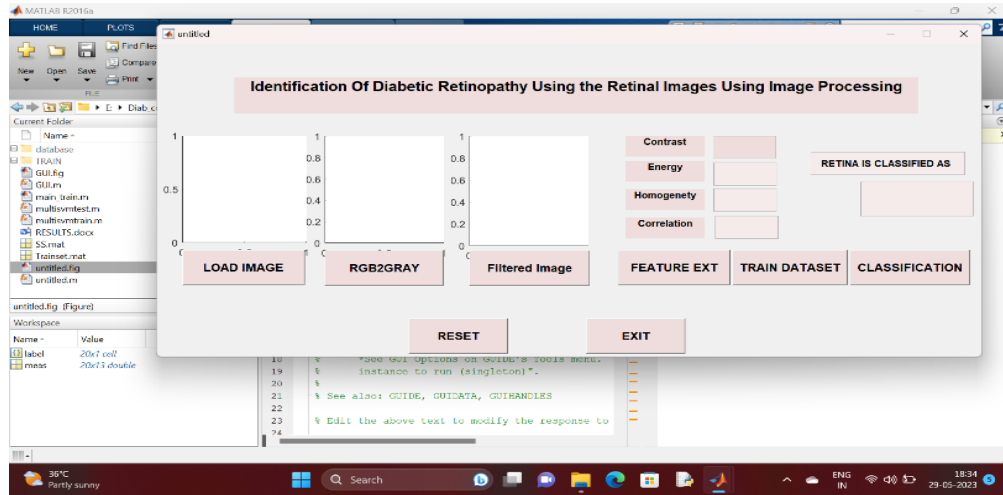 MATLAB R2016a
HOME PLOTS
New Open Save Find Files
Compare
Print
FILE
E: Diab_c
Current Folder
Name
database
TRAIN
GUI.fig
GUI.m
main_train.m
multisvmtest.m
multisvmtrain.m
RESULTS.docx
SS.mat
Trainset.mat
untitled.fig
untitled.m
untitled.fig (Figure)
Workspace
Name Value
label 20x1 cell
meas 20x13 double
untitled
Identification Of Diabetic Retinopathy Using the Retinal Images Using Image Processing
1
0.5
0
1
0.8
0.6
0.4
0.2
0
1
0.8
0.6
0.4
0.2
0
Contrast
Energy
Homogenety
Correlation
RETINA IS CLASSIFIED AS
LOAD IMAGE RGB2GRAY Filtered Image FEATURE EXT TRAIN DATASET CLASSIFICATION
RESET EXIT
18 % *See GUI Options on GUIDE's Tools menu.
19 % instance to run (singleton)".
20 %
21 % See also: GUIDE, GUIDATA, GUIHANDLES
22
23 % Edit the above text to modify the response to
24
36°C
Partly sunny
Search
ENG
IN
18:34
29-05-2023